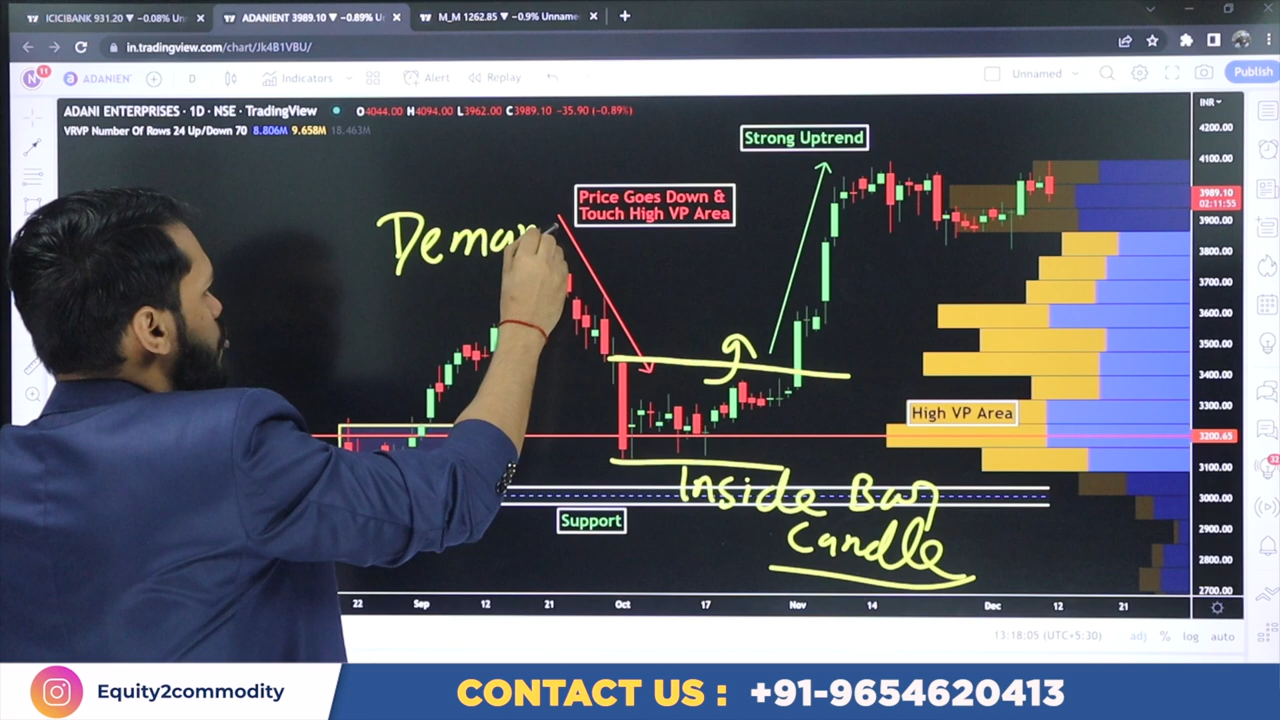 ICICIBANK 931.20 ▼ −0.08% Un
ADANIENT 3989.10 ▼ −0.89% U
M_M 1262.85 ▼ −0.9% Unname
in.tradingview.com/chart/Jk4B1VBU/
N 11
ADANIEN
D
Indicators
Alert
Replay
Unnamed
Publish
ADANI ENTERPRISES · 1D · NSE · TradingView
O4044.00 H4094.00 L3962.00 C3989.10 −35.90 (−0.89%)
VRVP Number Of Rows 24 Up/Down 70 8.806M 9.658M 18.463M
INR
Strong Uptrend
Price Goes Down &
Touch High VP Area
Deman
High VP Area
Inside Bar
Candle
Support
4200.00
4100.00
3989.10
02:11:55
3900.00
3800.00
3700.00
3600.00
3500.00
3400.00
3300.00
3200.65
3100.00
3000.00
2900.00
2800.00
2700.00
22 Sep 12 21 Oct 17 Nov 14 Dec 12 21
13:18:05 (UTC+5:30) adj % log auto
Equity2commodity
CONTACT US : +91-9654620413